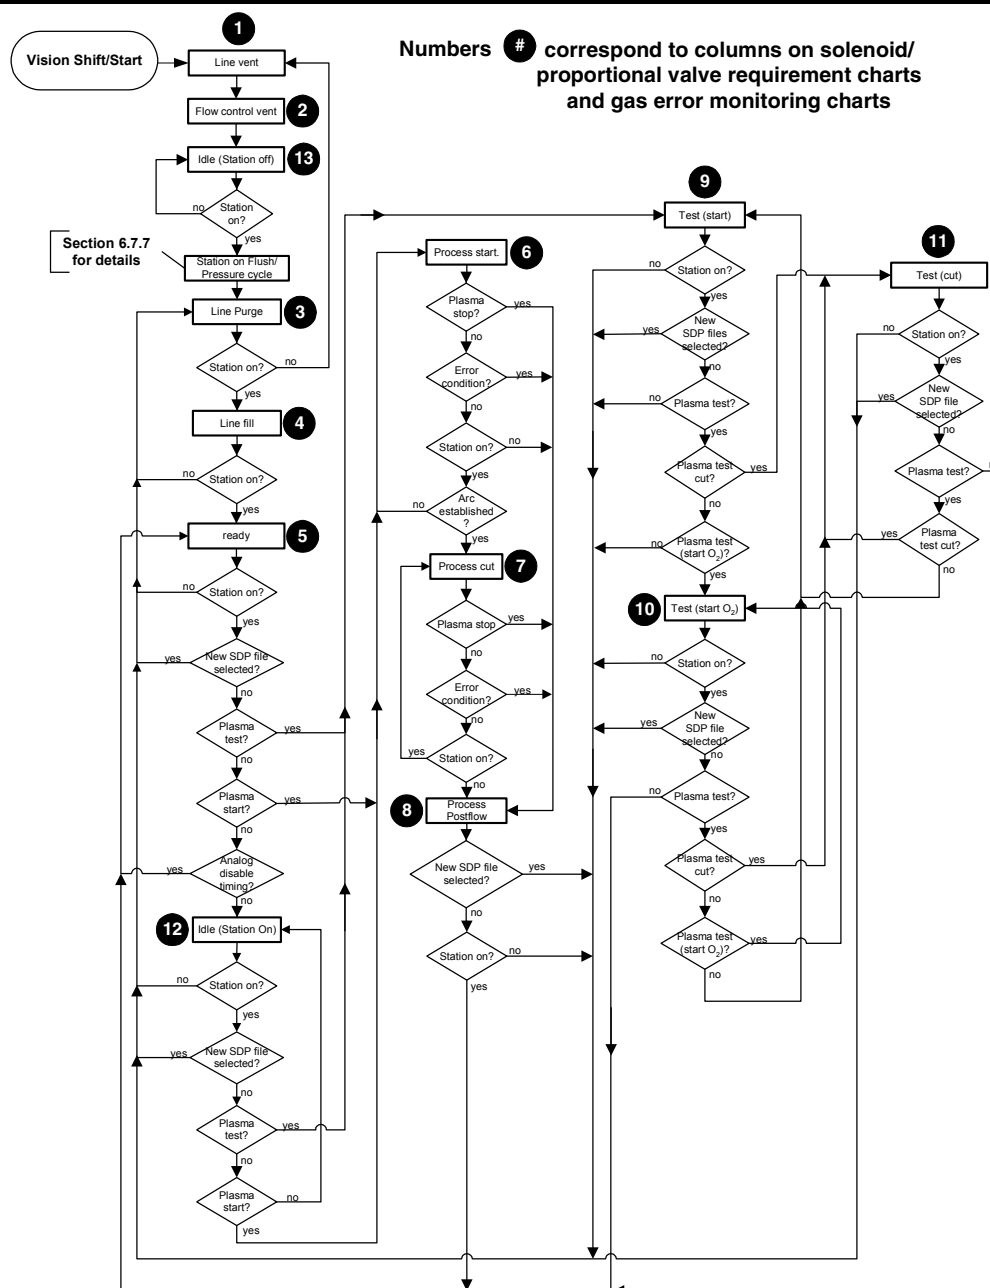 1
Vision Shift/Start
Line vent
Numbers # correspond to columns on solenoid/
proportional valve requirement charts
and gas error monitoring charts
Flow control vent
2
Idle (Station off)
13
no
Station
on?
yes
Section 6.7.7
for details
Station on Flush/
Pressure cycle
Line Purge
3
Station on?
no
yes
Line fill
4
no
Station on?
yes
ready
5
no
Station on?
yes
yes
New SDP file
selected?
no
Plasma
test?
yes
no
Plasma
start?
yes
no
yes
Analog
disable
timing?
no
12
Idle (Station On)
no
Station on?
yes
yes
New SDP file
selected?
no
Plasma
test?
yes
no
Plasma
start?
no
yes
Process start.
6
Plasma
stop?
yes
no
Error
condition?
yes
no
Station on?
no
yes
no
Arc
established
?
yes
Process cut
7
Plasma stop
yes
no
Error
condition?
yes
no
yes
Station on?
no
8
Process
Postflow
New SDP file
selected?
yes
no
Station on?
no
yes
9
Test (start)
no
Station on?
yes
yes
New
SDP files
selected?
no
no
Plasma test?
yes
Plasma test
cut?
yes
no
no
Plasma test
(start O2)?
yes
10
Test (start O2)
no
Station on?
yes
yes
New
SDP file
selected?
no
no
Plasma test?
yes
Plasma test
cut?
yes
no
Plasma test
(start O2)?
yes
no
11
Test (cut)
no
Station on?
yes
yes
New
SDP file
selected?
no
Plasma test?
yes
yes
Plasma
test cut?
no